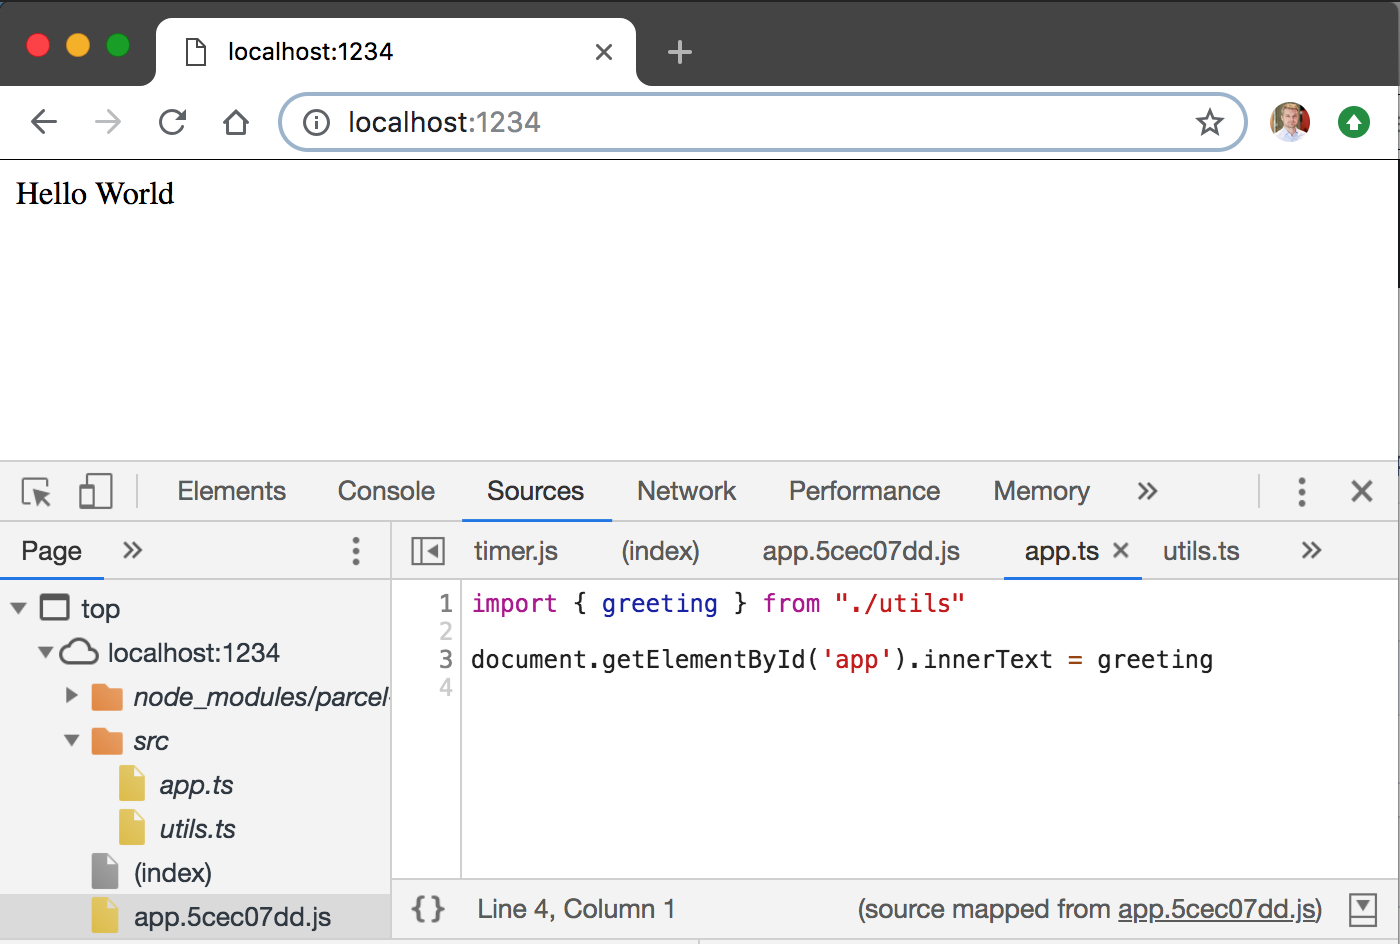 localhost:1234
localhost:1234
Hello World
Elements Console Sources Network Performance Memory
Page
timer.js (index) app.5cec07dd.js app.ts utils.ts
top
localhost:1234
node_modules/parcel-
src
app.ts
utils.ts
(index)
app.5cec07dd.js
1 import { greeting } from "./utils"
2
3 document.getElementById('app').innerText = greeting
4
{} Line 4, Column 1 (source mapped from app.5cec07dd.js)